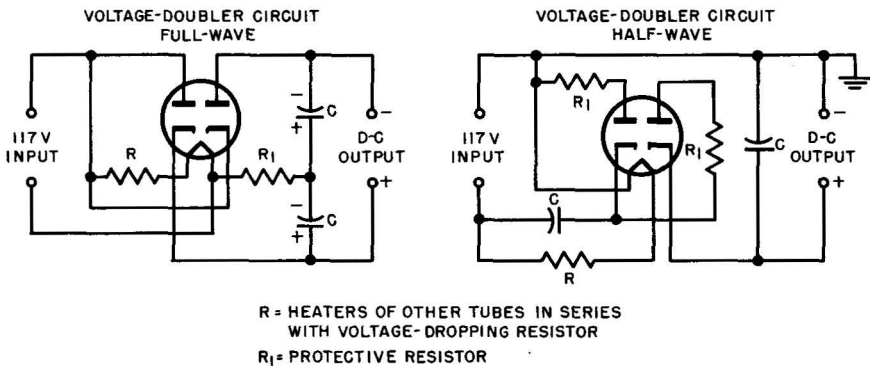 VOLTAGE-DOUBLER CIRCUIT
FULL-WAVE
117 V
INPUT
R
R1
-
+
C
-
+
C
-
D-C
OUTPUT
+
VOLTAGE-DOUBLER CIRCUIT
HALF-WAVE
117 V
INPUT
R1
R1
C
C
R
-
D-C
OUTPUT
+
R = HEATERS OF OTHER TUBES IN SERIES
WITH VOLTAGE-DROPPING RESISTOR
R1= PROTECTIVE RESISTOR